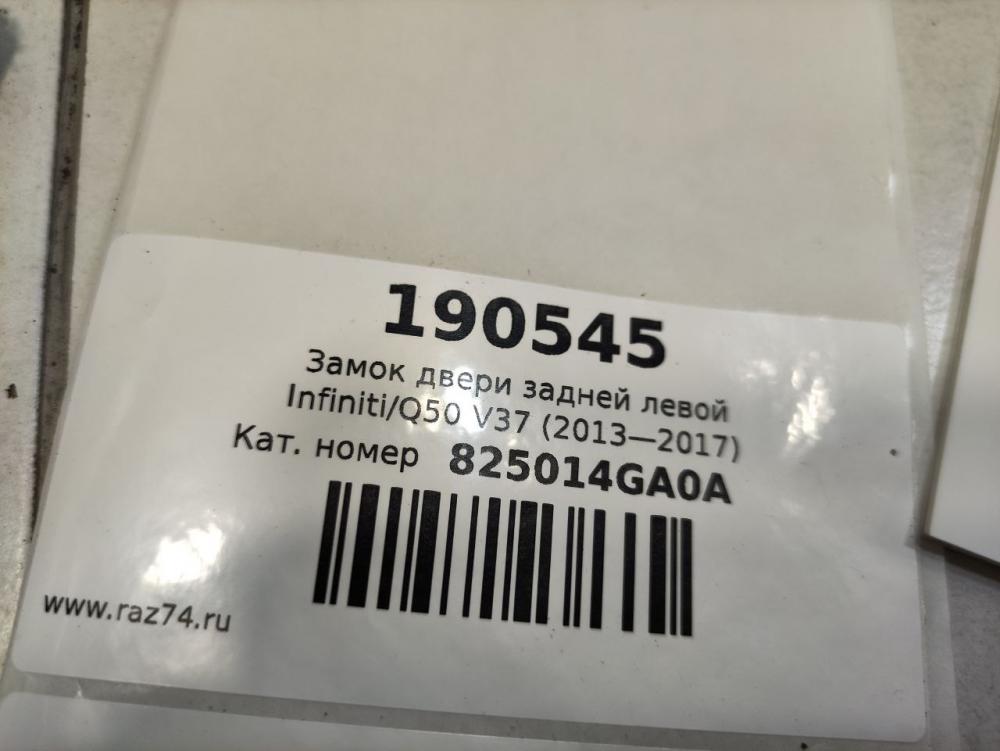 190545
Замок двери задней левой
Infiniti/Q50 V37 (2013—2017)
Кат. номер 825014GA0A
www.raz74.ru